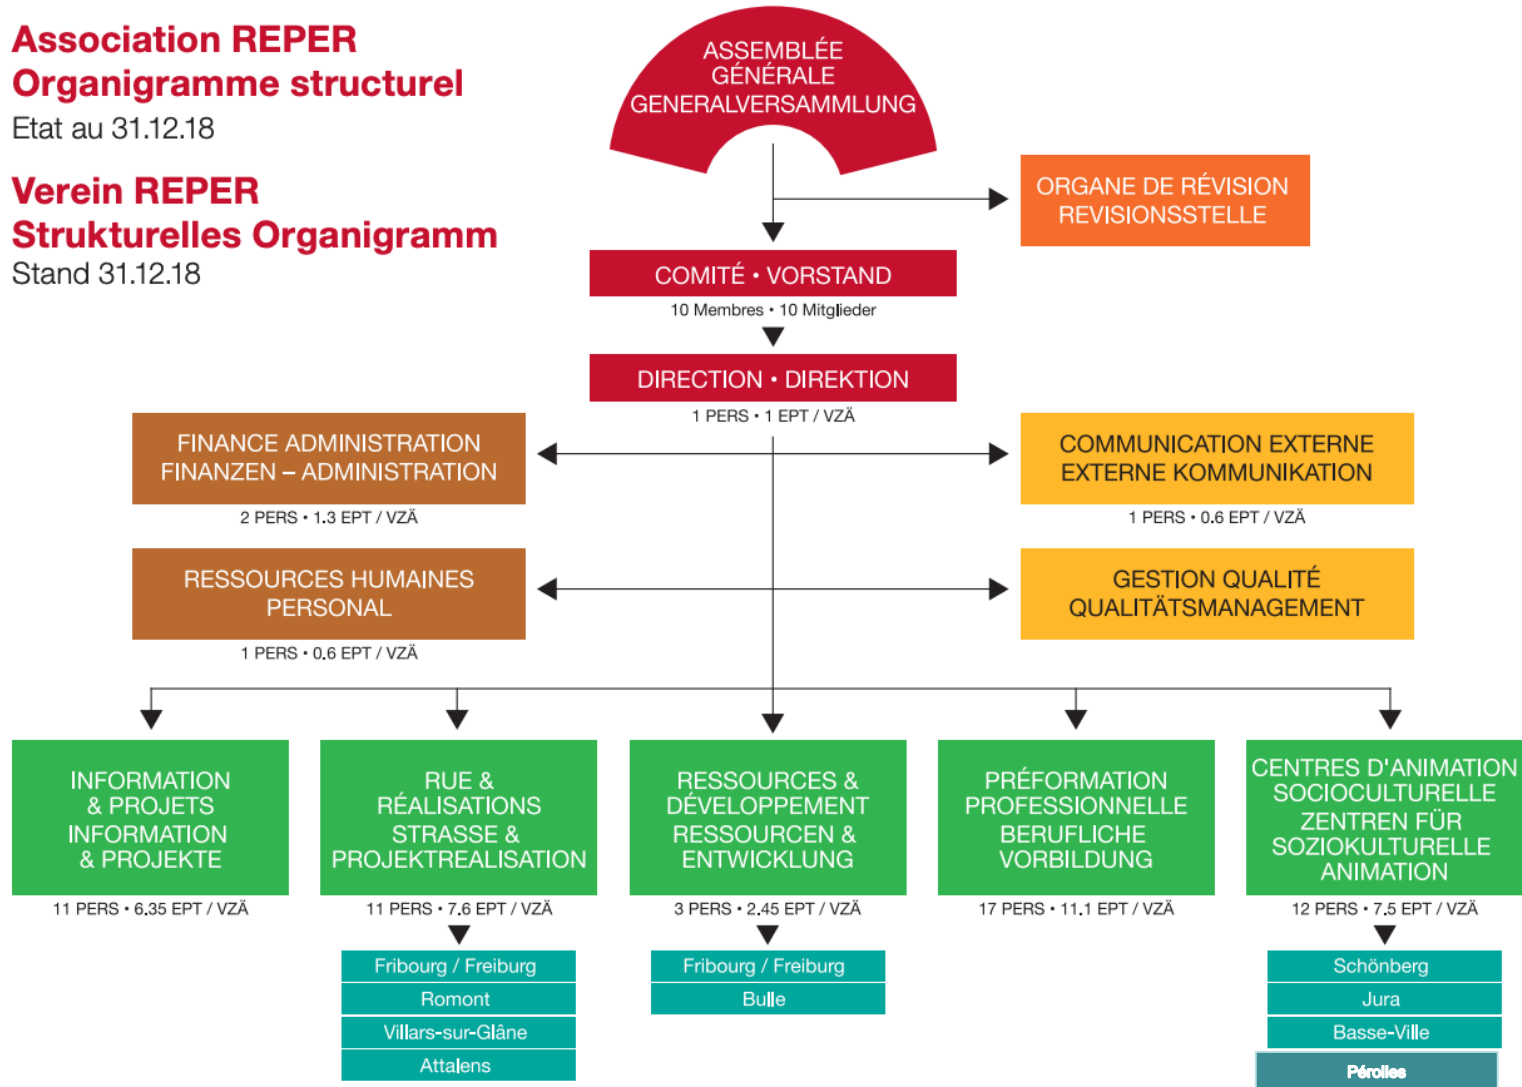 Association REPER
Organigramme structurel
Etat au 31.12.18
Verein REPER
Strukturelles Organigramm
Stand 31.12.18
ASSEMBLÉE
GÉNÉRALE
GENERALVERSAMMLUNG
ORGANE DE RÉVISION
REVISIONSSTELLE
COMITÉ • VORSTAND
10 Membres • 10 Mitglieder
DIRECTION • DIREKTION
1 PERS • 1 EPT / VZÄ
FINANCE ADMINISTRATION
FINANZEN – ADMINISTRATION
2 PERS • 1.3 EPT / VZÄ
COMMUNICATION EXTERNE
EXTERNE KOMMUNIKATION
1 PERS • 0.6 EPT / VZÄ
RESSOURCES HUMAINES
PERSONAL
1 PERS • 0.6 EPT / VZÄ
GESTION QUALITÉ
QUALITÄTSMANAGEMENT
INFORMATION
& PROJETS
INFORMATION
& PROJEKTE
11 PERS • 6.35 EPT / VZÄ
RUE &
RÉALISATIONS
STRASSE &
PROJEKTREALISATION
11 PERS • 7.6 EPT / VZÄ
Fribourg / Freiburg
Romont
Villars-sur-Glâne
Attalens
RESSOURCES &
DÉVELOPPEMENT
RESSOURCEN &
ENTWICKLUNG
3 PERS • 2.45 EPT / VZÄ
Fribourg / Freiburg
Bulle
PRÉFORMATION
PROFESSIONNELLE
BERUFLICHE
VORBILDUNG
17 PERS • 11.1 EPT / VZÄ
CENTRES D'ANIMATION
SOCIOCULTURELLE
ZENTREN FÜR
SOZIOKULTURELLE
ANIMATION
12 PERS • 7.5 EPT / VZÄ
Schönberg
Jura
Basse-Ville
Pérolles